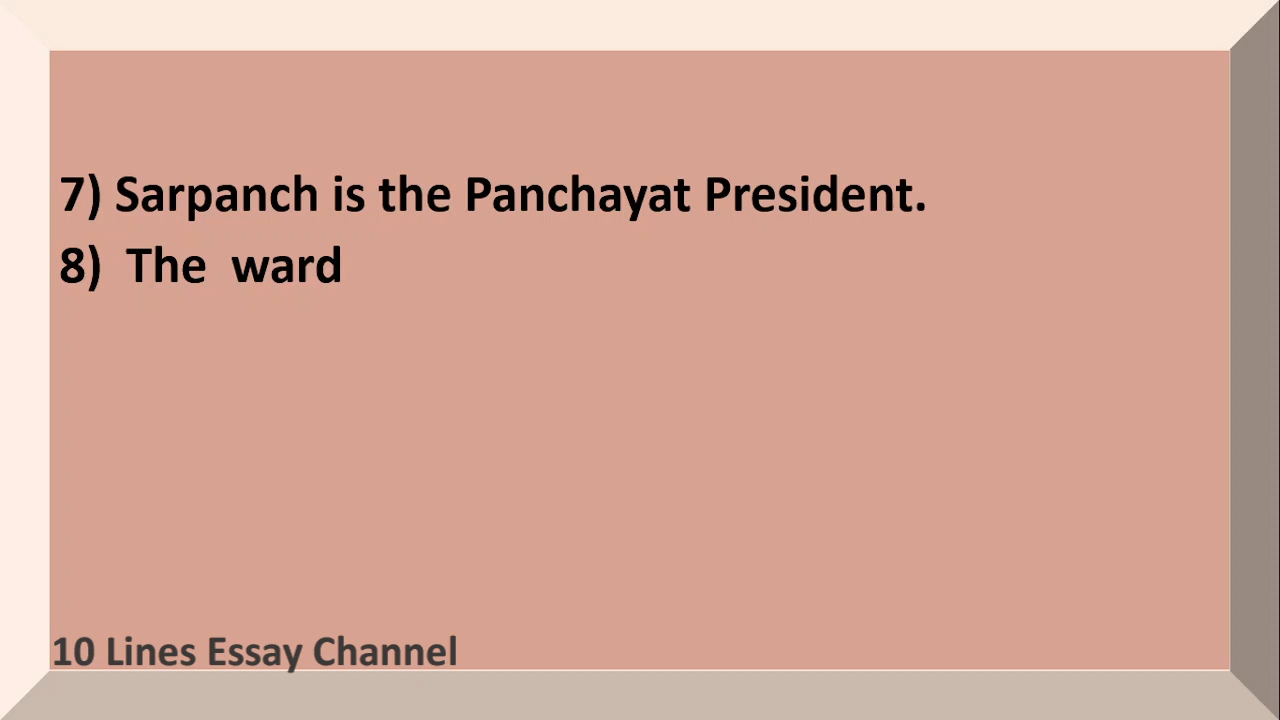 7) Sarpanch is the Panchayat President.
8) The ward
10 Lines Essay Channel